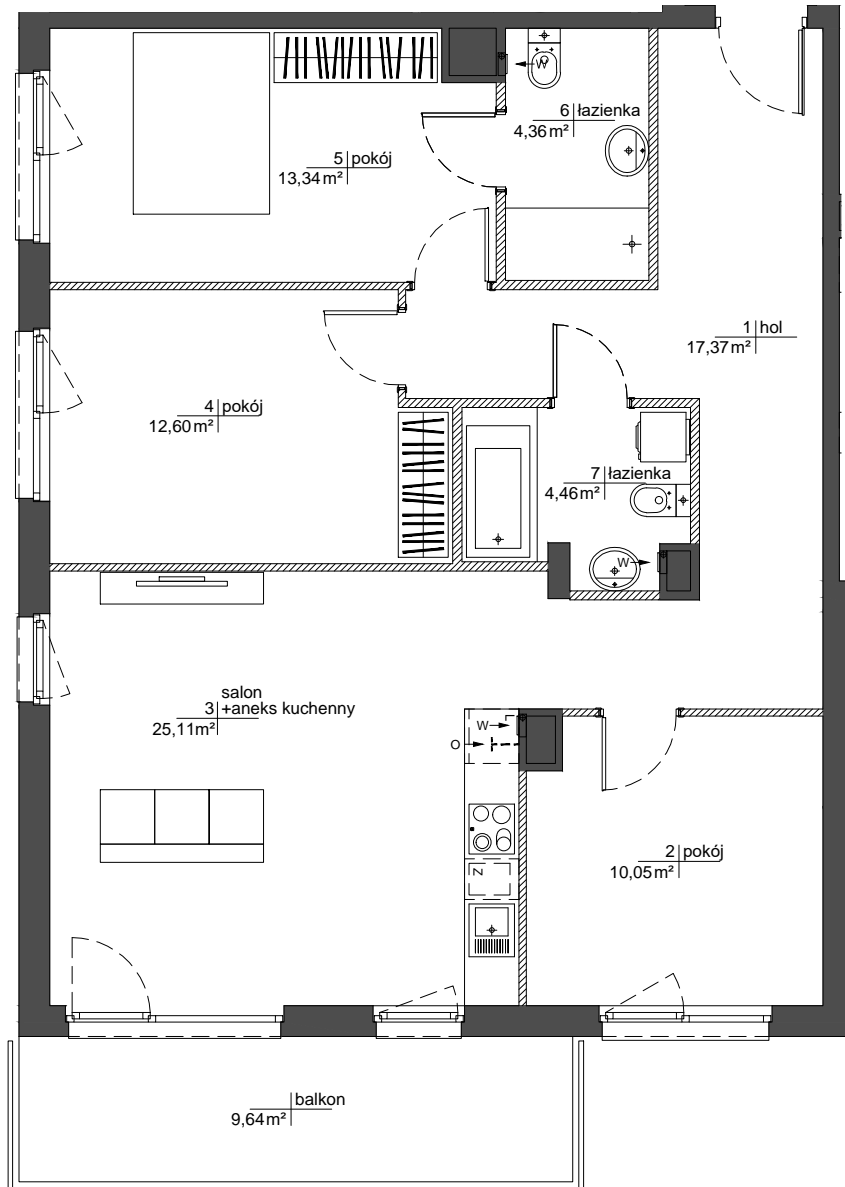 W
6 łazienka
4,36 m²
5 pokój
13,34 m²
1 hol
17,37 m²
4 pokój
12,60 m²
7 łazienka
4,46 m²
W
salon
3 +aneks kuchenny
25,11 m²
W
O
2 pokój
10,05 m²
Z
balkon
9,64 m²